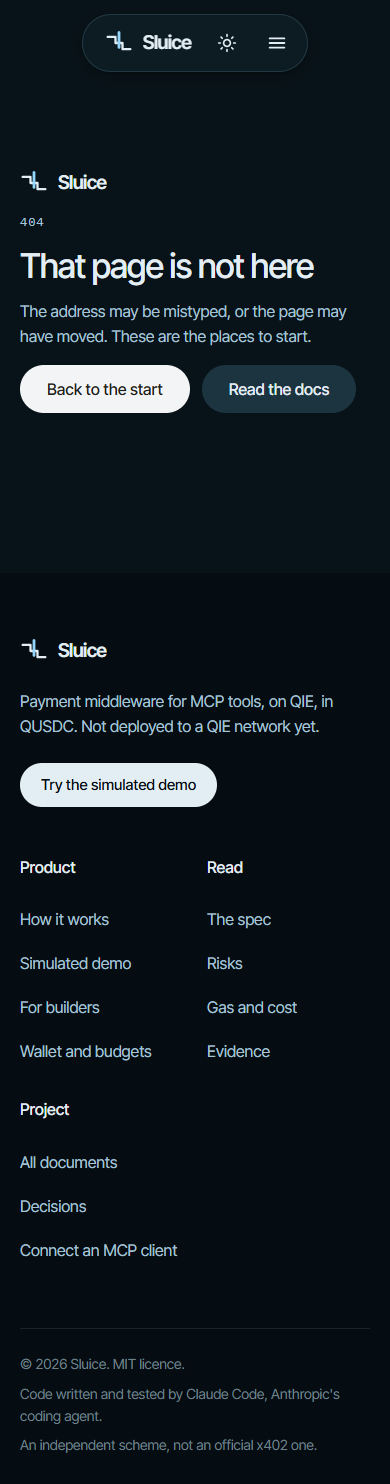 Sluice
Sluice
404
That page is not here
The address may be mistyped, or the page may
have moved. These are the places to start.
Back to the start
Read the docs
Sluice
Payment middleware for MCP tools, on QIE, in
QUSDC. Not deployed to a QIE network yet.
Try the simulated demo
Product
How it works
Simulated demo
For builders
Wallet and budgets
Read
The spec
Risks
Gas and cost
Evidence
Project
All documents
Decisions
Connect an MCP client
© 2026 Sluice. MIT licence.
Code written and tested by Claude Code, Anthropic's
coding agent.
An independent scheme, not an official x402 one.